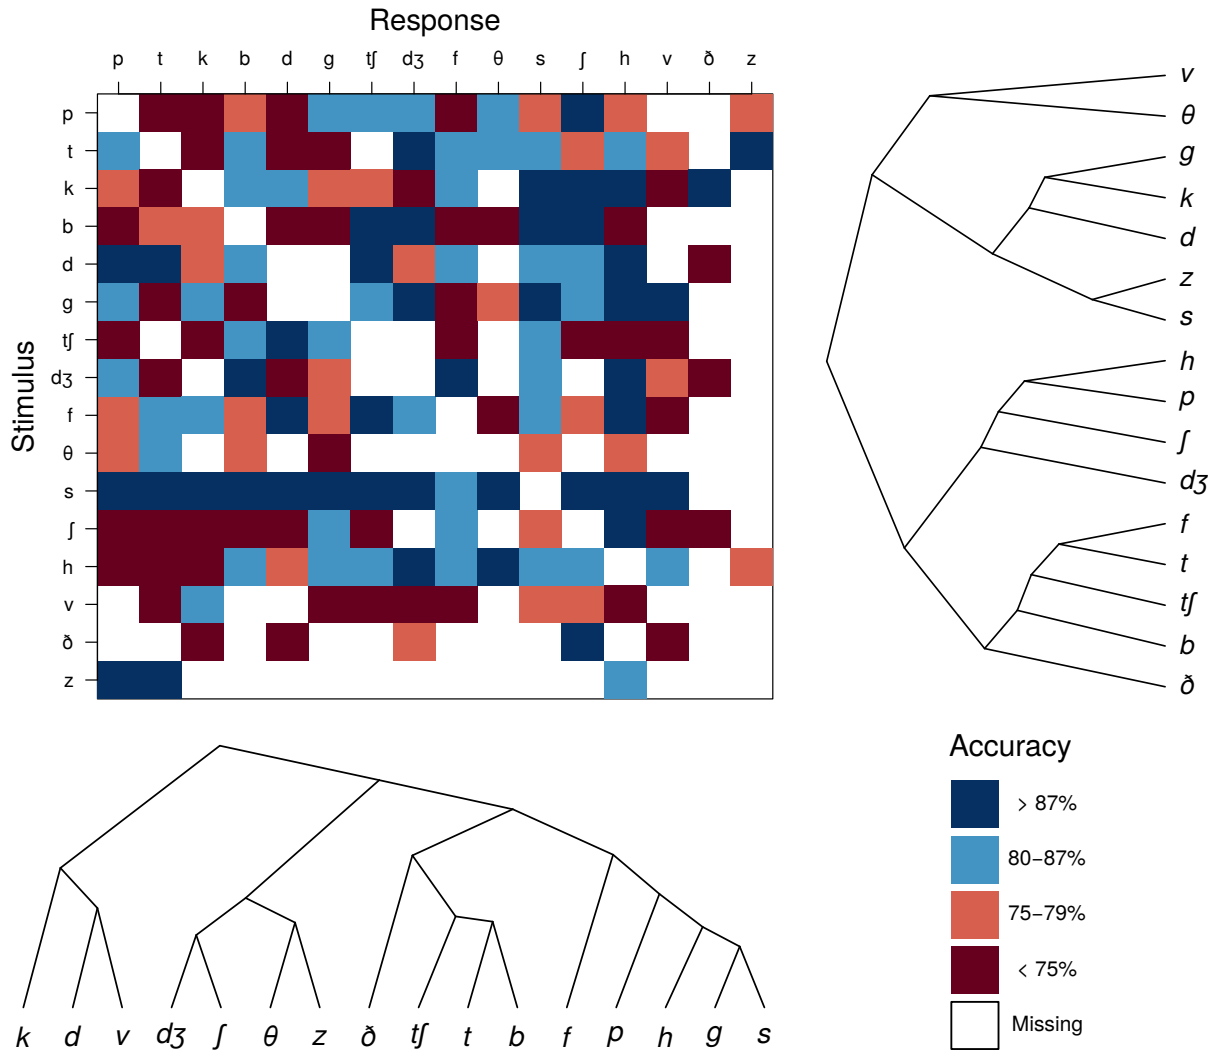 Response
p t k b d g tʃ dʒ f θ s ʃ h v ð z
Stimulus
p
t
k
b
d
g
tʃ
dʒ
f
θ
s
ʃ
h
v
ð
z
v
θ
g
k
d
z
s
h
p
ʃ
dʒ
f
t
tʃ
b
ð
k d v dʒ ʃ θ z ð tʃ t b f p h g s
Accuracy
> 87%
80−87%
75−79%
< 75%
Missing